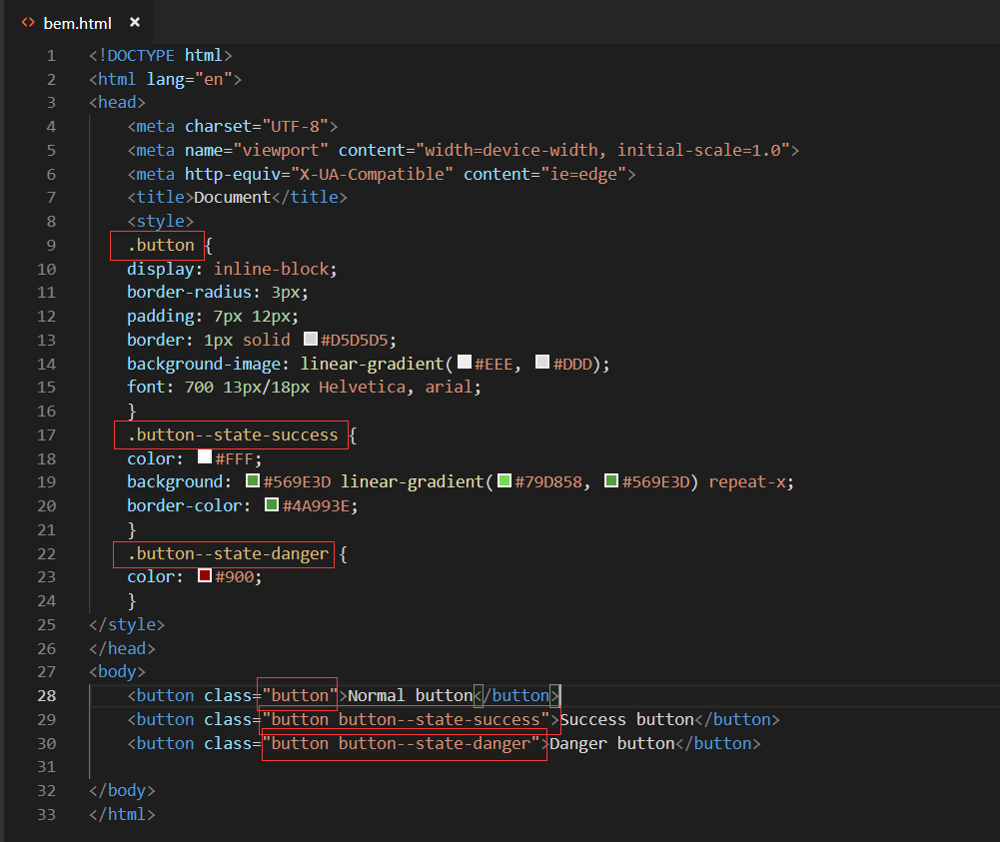 <> bem.html ×
1 <!DOCTYPE html>
2 <html lang="en">
3 <head>
4     <meta charset="UTF-8">
5     <meta name="viewport" content="width=device-width, initial-scale=1.0">
6     <meta http-equiv="X-UA-Compatible" content="ie=edge">
7     <title>Document</title>
8     <style>
9     .button {
10     display: inline-block;
11     border-radius: 3px;
12     padding: 7px 12px;
13     border: 1px solid #D5D5D5;
14     background-image: linear-gradient(#EEE, #DDD);
15     font: 700 13px/18px Helvetica, arial;
16     }
17     .button--state-success {
18     color: #FFF;
19     background: #569E3D linear-gradient(#79D858, #569E3D) repeat-x;
20     border-color: #4A993E;
21     }
22     .button--state-danger {
23     color: #900;
24     }
25 </style>
26 </head>
27 <body>
28     <button class="button">Normal button</button>
29     <button class="button button--state-success">Success button</button>
30     <button class="button button--state-danger">Danger button</button>
31
32 </body>
33 </html>